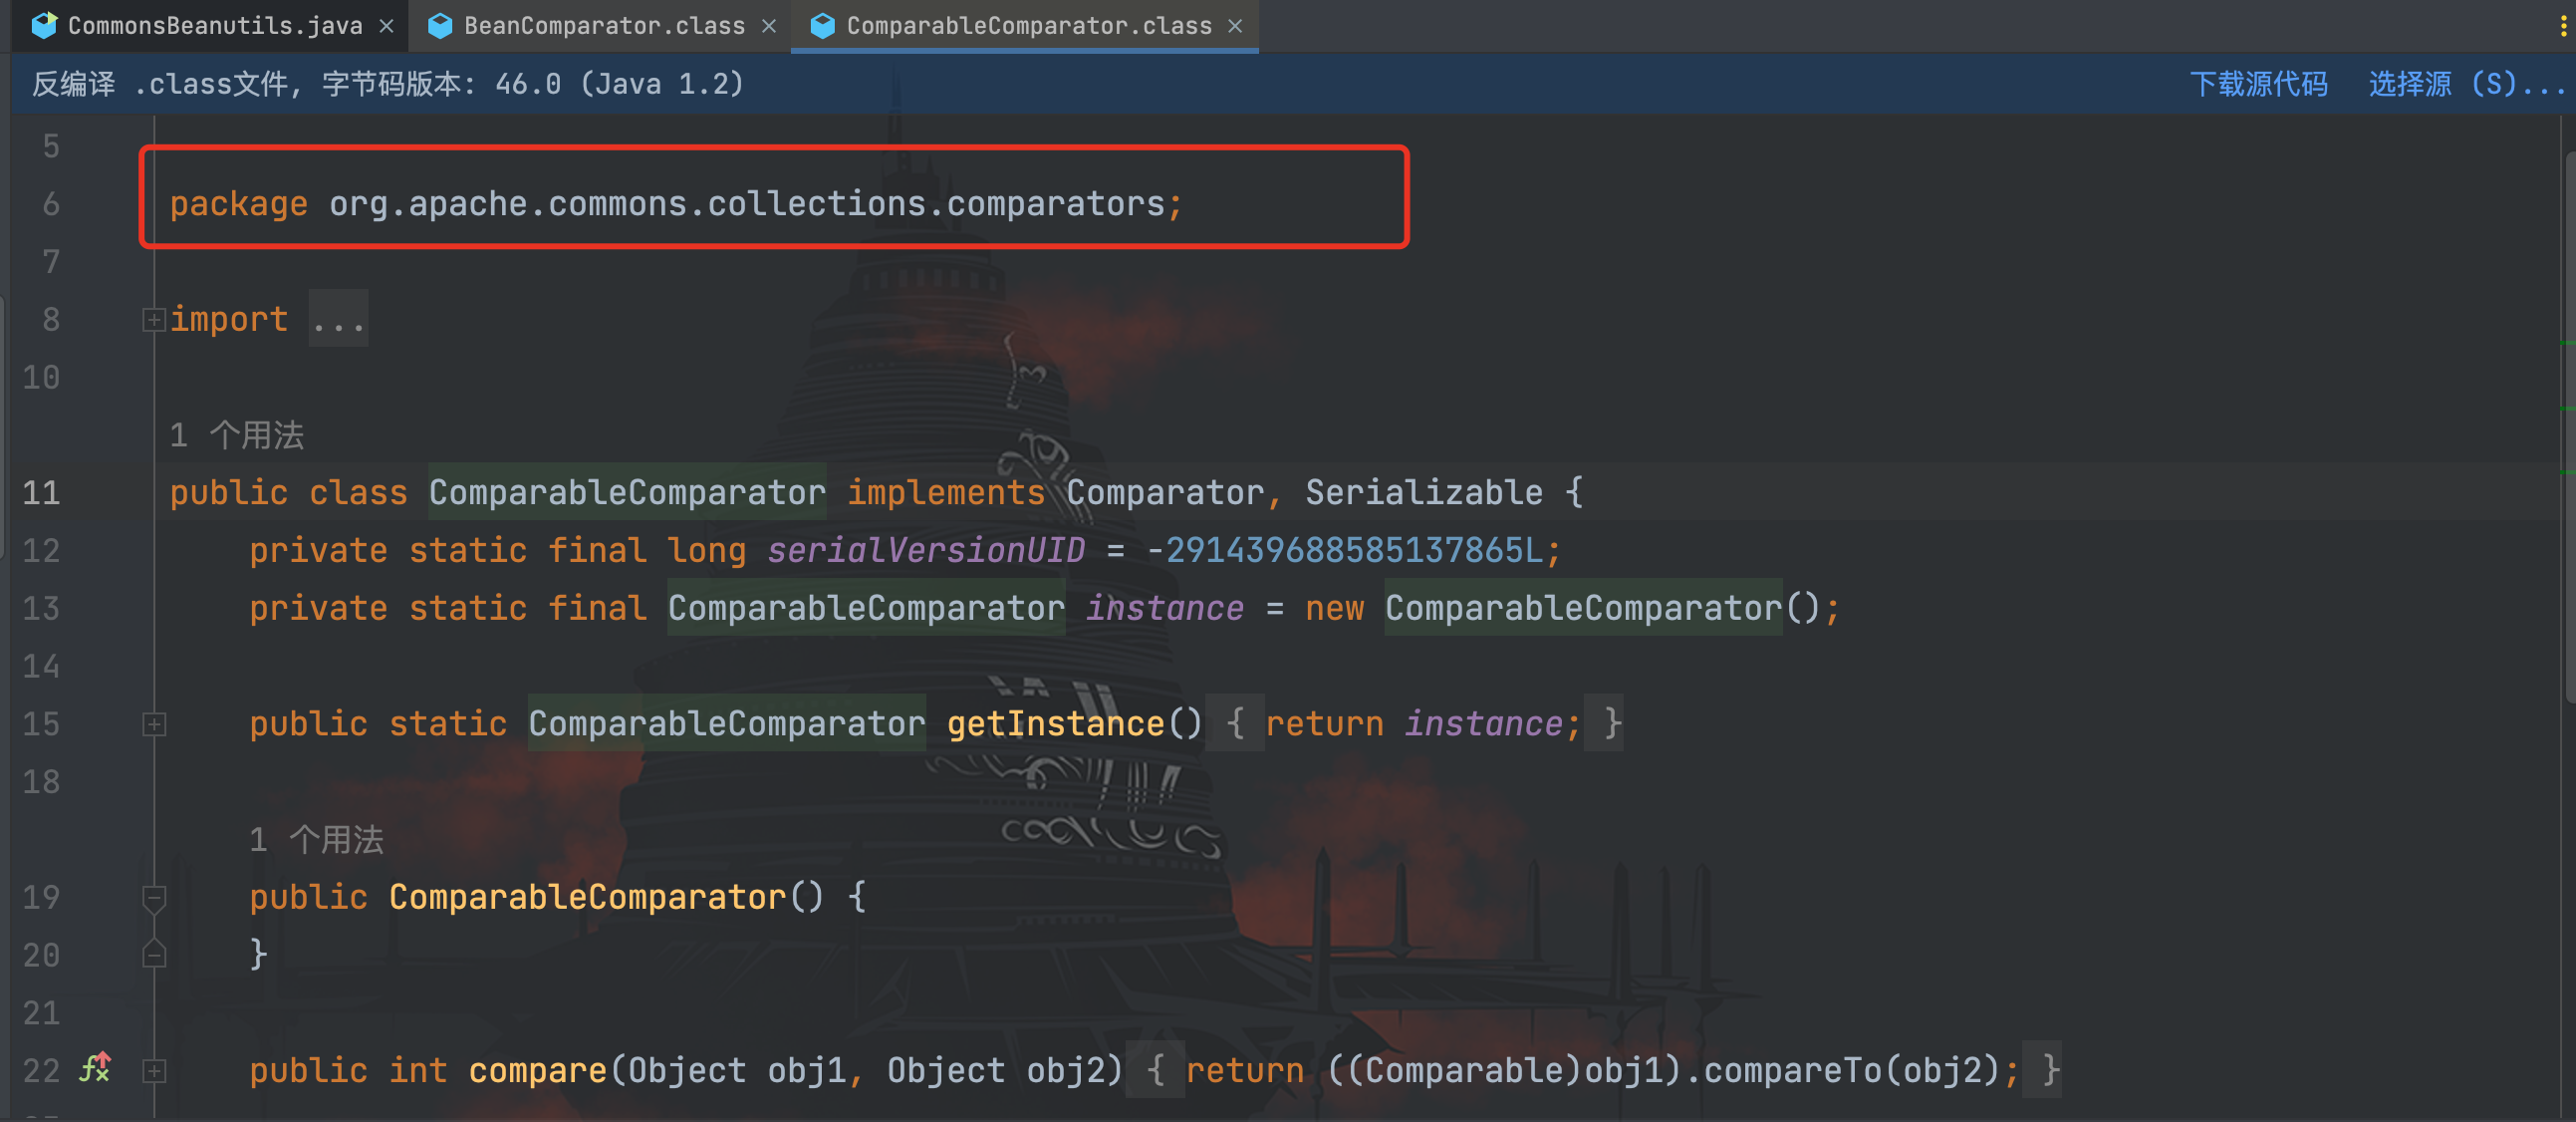 CommonsBeanutils.java BeanComparator.class ComparableComparator.class
反编译 .class文件, 字节码版本: 46.0 (Java 1.2) 下载源代码 选择源 (S)...
5
6 package org.apache.commons.collections.comparators;
7
8 import ...
10
1 个用法
11 public class ComparableComparator implements Comparator, Serializable {
12 private static final long serialVersionUID = -291439688585137865L;
13 private static final ComparableComparator instance = new ComparableComparator();
14
15 public static ComparableComparator getInstance() { return instance; }
18
1 个用法
19 public ComparableComparator() {
20 }
21
22 public int compare(Object obj1, Object obj2) { return ((Comparable)obj1).compareTo(obj2); }